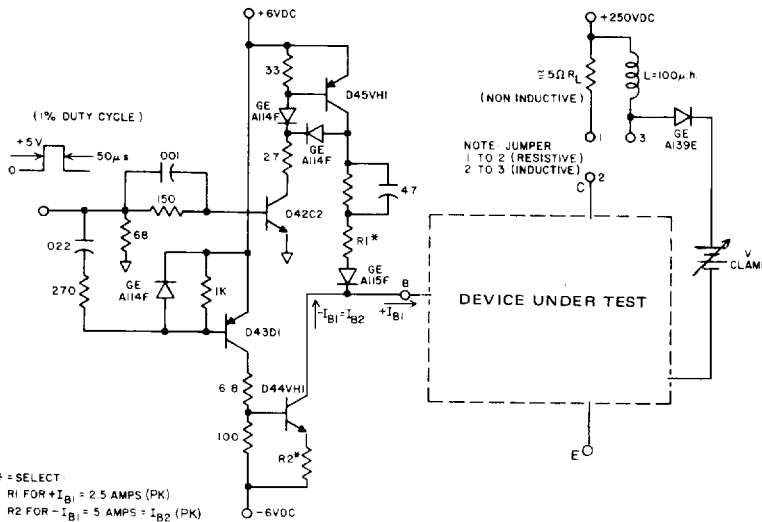 +6VDC
+250VDC
33
D45VH1
≅5ΩRL
L=100μ.h.
(NON INDUCTIVE)
(1% DUTY CYCLE)
GE
A114F
GE
A114F
GE
A139E
+5V
50μs
0
001
27
1
3
NOTE: JUMPER
1 TO 2 (RESISTIVE)
2 TO 3 (INDUCTIVE)
47
150
D42C2
C
2
68
R1*
022
V
CLAMP
GE
A115F
GE
A114F
270
1K
B
-IB1=IB2
+IB1
DEVICE UNDER TEST
D43D1
6.8
D44VH1
100
R2*
E
* = SELECT
R1 FOR +IB1 = 2.5 AMPS (PK)
R2 FOR -IB1 = 5 AMPS = IB2 (PK)
-6VDC